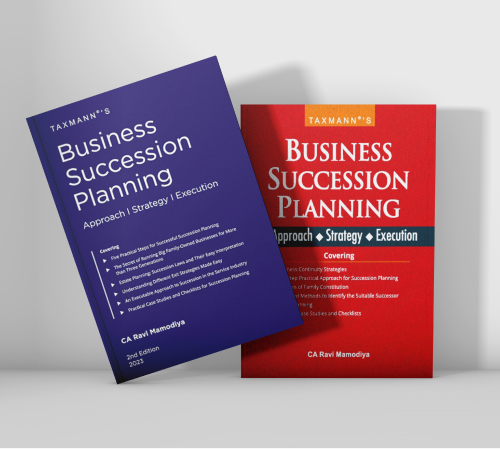 TAXMANN®'S
Business
Succession
Planning
Approach | Strategy | Execution
Covering
Five Practical Steps for Successful Succession Planning
The Secret of Running Big Family Owned Businesses for More
than Three Generations
Estate Planning: Succession Laws and Their Easy Interpretation
Understanding Different Exit Strategies Made Easy
An Executable Approach to Succession in the Service Industry
Practical Case Studies and Checklists for Succession Planning
CA Ravi Mamodiya
2nd Edition
2023
TAXMANN®'S
BUSINESS
SUCCESSION
PLANNING
Approach ◆ Strategy ◆ Execution
Covering
Continuity Strategies
Practical Approach for Succession Planning
of Family Constitution
Methods to Identify the Suitable Successor
Case Studies and Checklists
CA Ravi Mamodiya